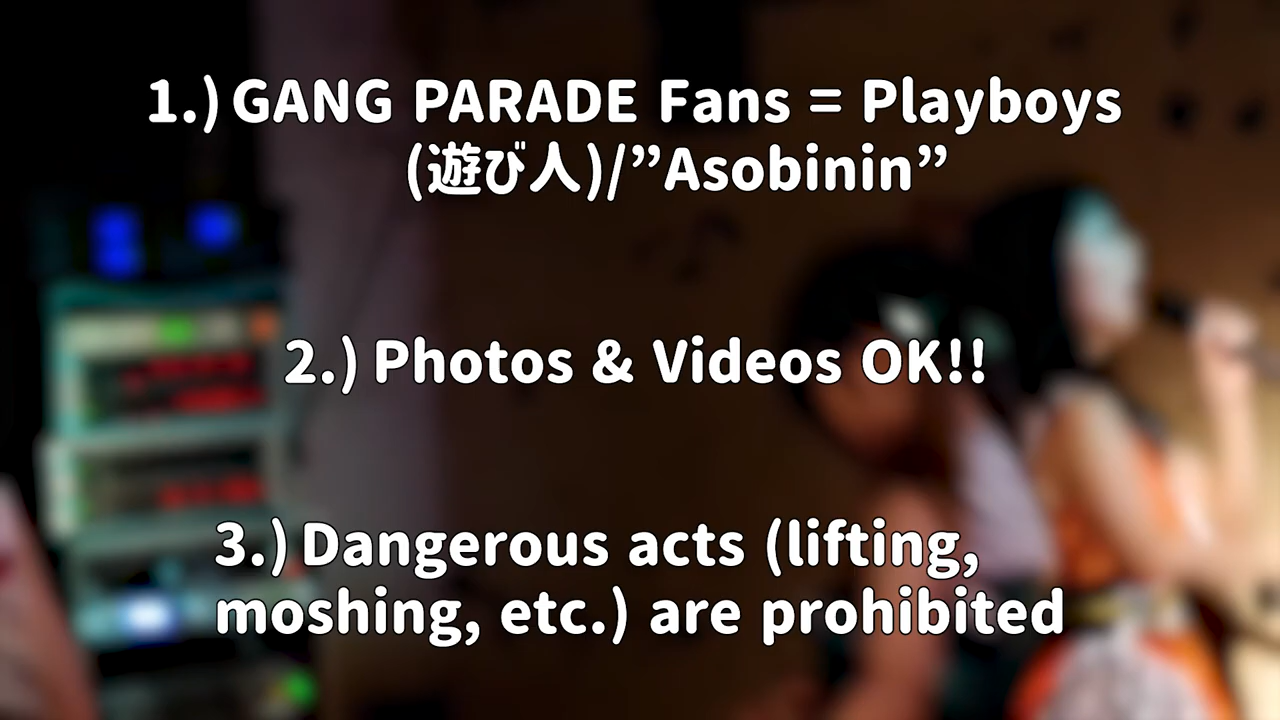 1.) GANG PARADE Fans = Playboys
(遊び人)/”Asobinin”
2.) Photos & Videos OK!!
3.) Dangerous acts (lifting,
moshing, etc.) are prohibited